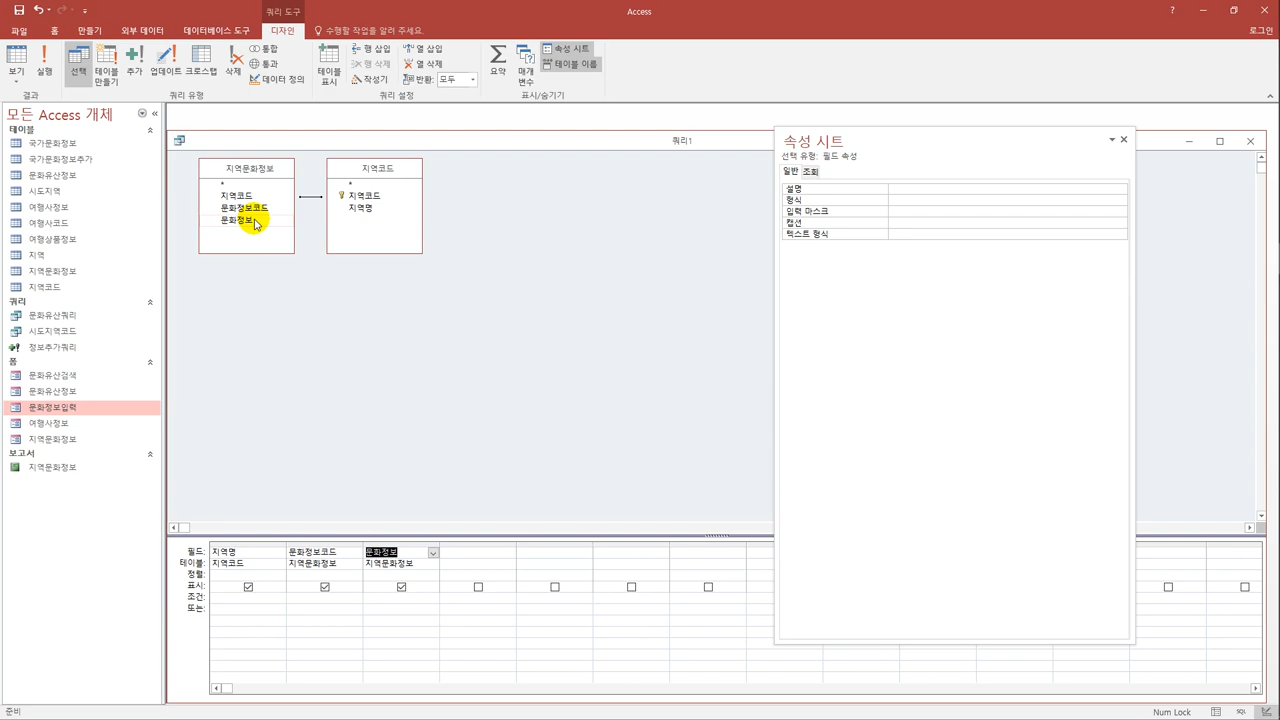 쿼리 도구
Access
?
파일 홈 만들기 외부 데이터 데이터베이스 도구 디자인 수행할 작업을 알려 주세요.
로그인
보기
실행
선택
테이블
만들기
추가
업데이트
크로스탭
삭제
통합
통과
데이터 정의
테이블
표시
행 삽입
행 삭제
작성기
열 삽입
열 삭제
반환: 모두
요약
매개
변수
속성 시트
테이블 이름
결과
쿼리 유형
쿼리 설정
표시/숨기기
모든 Access 개체
테이블
국가문화정보
국가문화정보추가
문화유산정보
시도지역
여행사정보
여행사코드
여행상품정보
지역
지역문화정보
지역코드
쿼리
문화유산쿼리
시도지역코드
정보추가쿼리
폼
문화유산검색
문화유산정보
문화정보입력
여행사정보
지역문화정보
보고서
지역문화정보
쿼리1
지역문화정보
*
지역코드
문화정보코드
문화정보
지역코드
*
지역코드
지역명
속성 시트
선택 유형: 필드 속성
일반 조회
설명
형식
입력 마스크
캡션
텍스트 형식
필드: 지역명 문화정보코드 문화정보
테이블: 지역코드 지역문화정보 지역문화정보
정렬:
표시:
조건:
또는:
준비
Num Lock
SQL